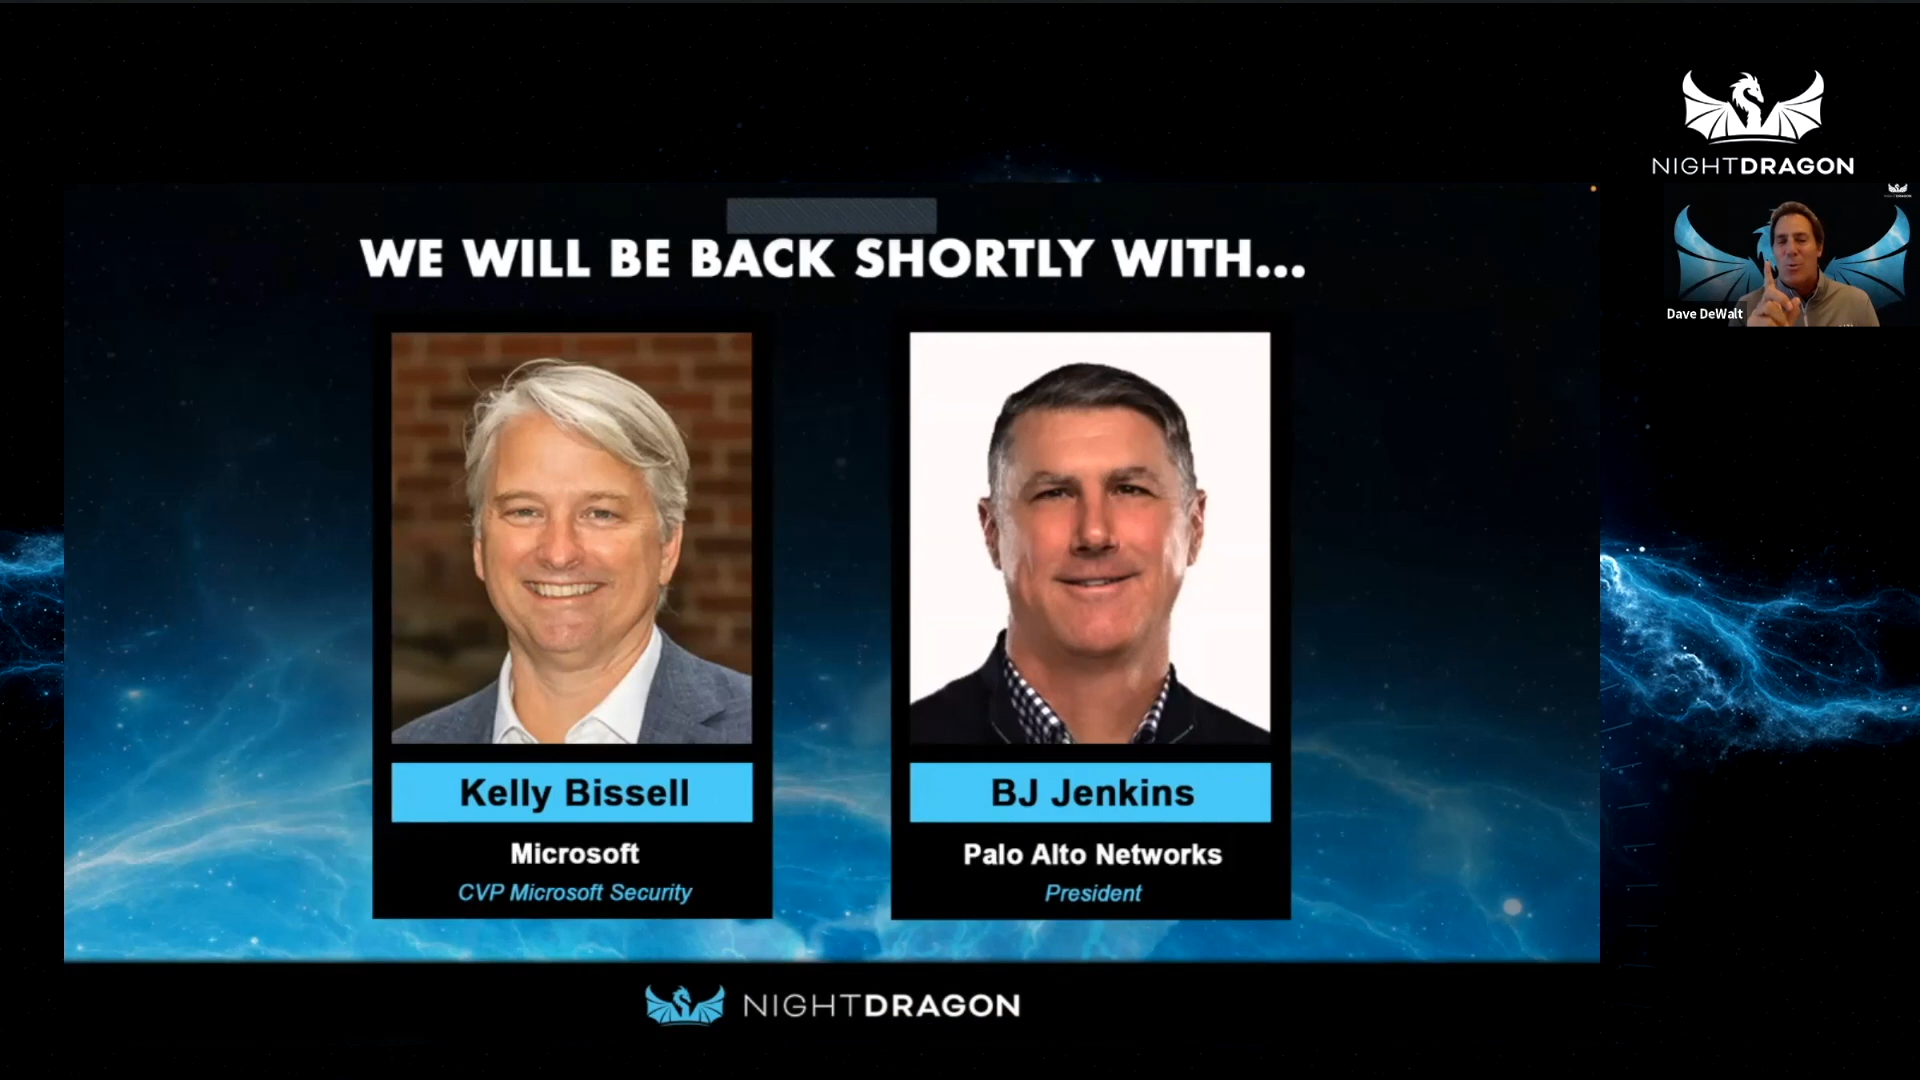 NIGHTDRAGON
WE WILL BE BACK SHORTLY WITH...
Dave DeWalt
Kelly Bissell
Microsoft
CVP Microsoft Security
BJ Jenkins
Palo Alto Networks
President
NIGHTDRAGON